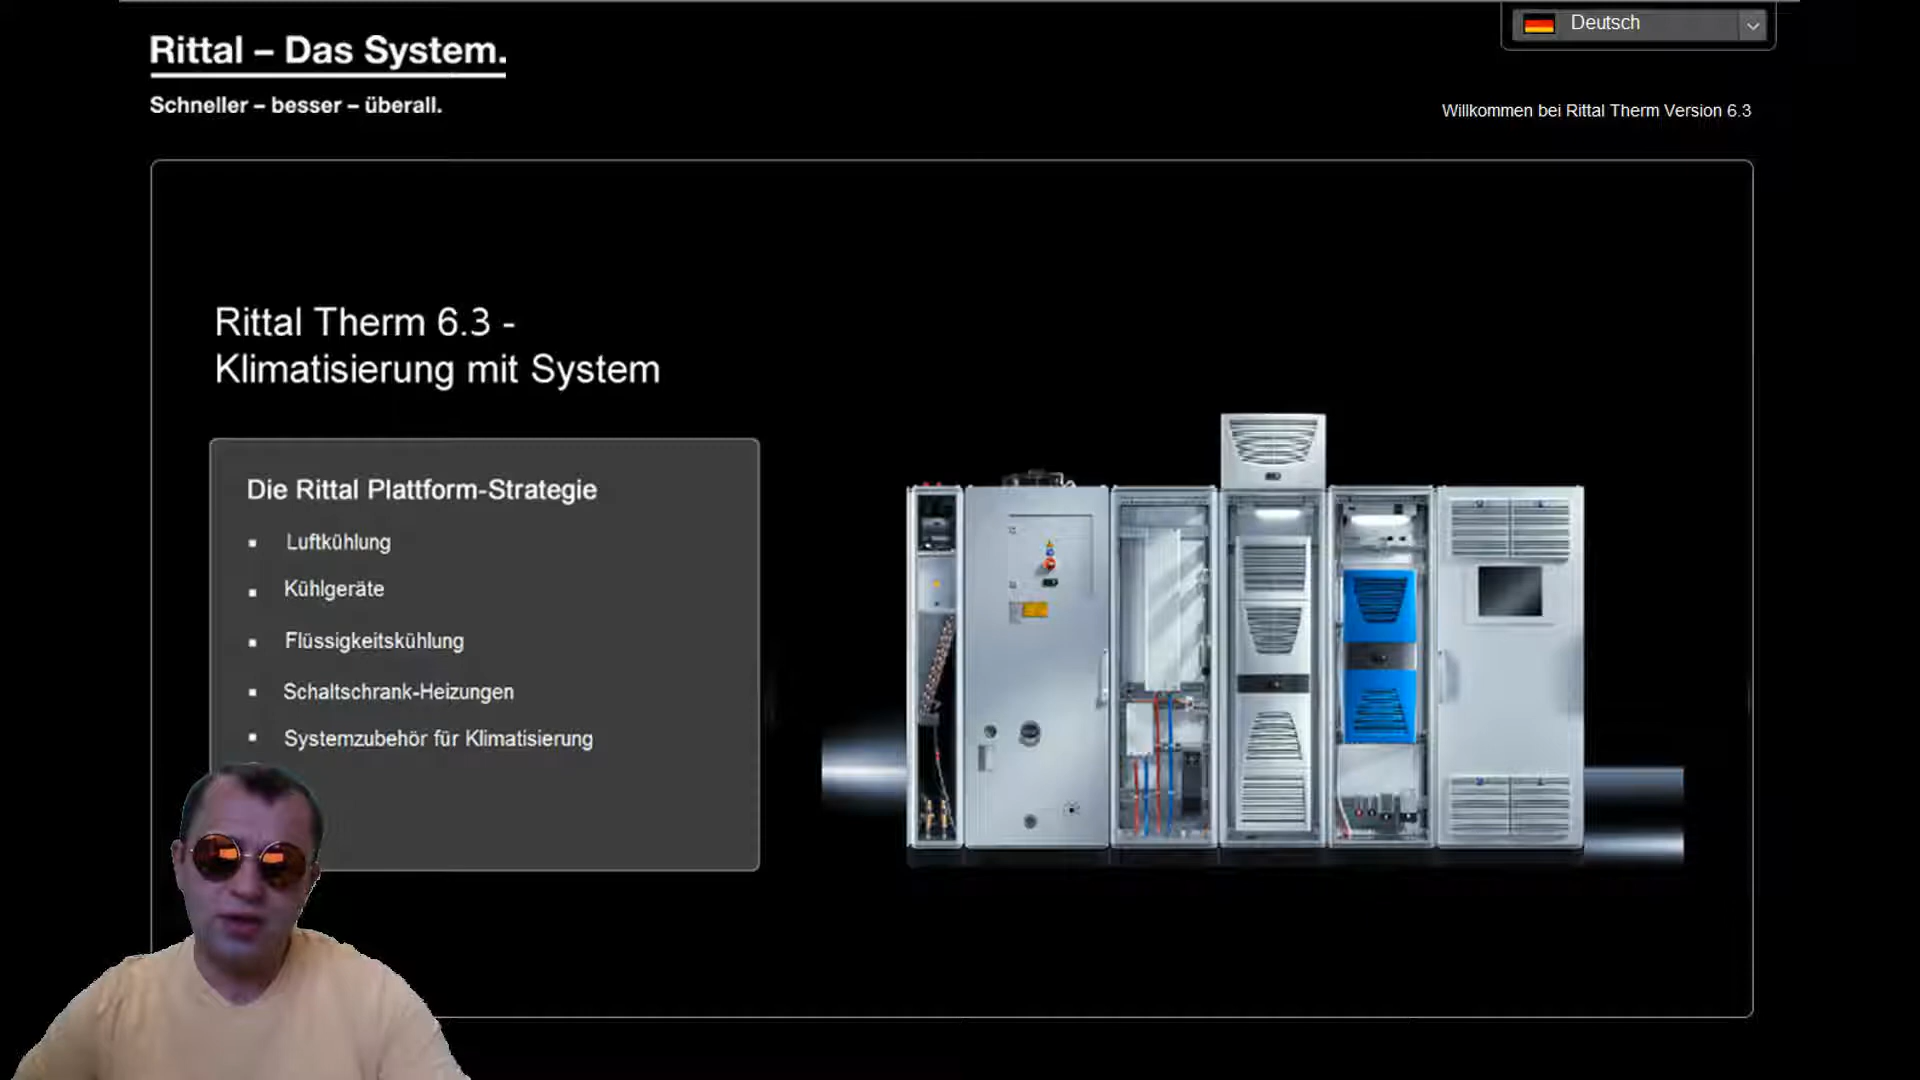 Rittal – Das System.
Schneller – besser – überall.
Deutsch
Willkommen bei Rittal Therm Version 6.3
Rittal Therm 6.3 -
Klimatisierung mit System
Die Rittal Plattform-Strategie
▪ Luftkühlung
▪ Kühlgeräte
▪ Flüssigkeitskühlung
▪ Schaltschrank-Heizungen
▪ Systemzubehör für Klimatisierung